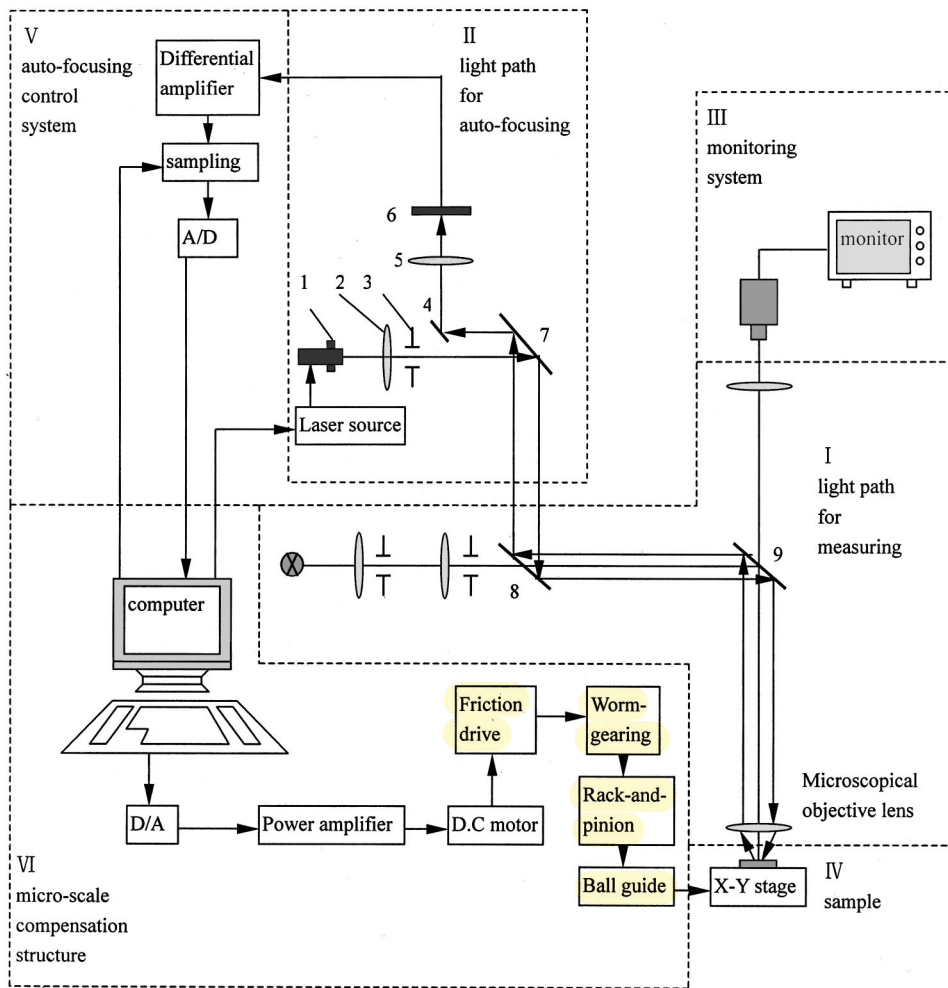 Ⅴ
auto-focusing
control
system
Differential
amplifier
sampling
A/D
Ⅱ
light path
for
auto-focusing
6
5
4
1
2
3
7
Laser source
Ⅲ
monitoring
system
monitor
Ⅰ
light path
for
measuring
9
8
computer
Friction
drive
Worm-
gearing
Rack-and-
pinion
Ball guide
D/A
Power amplifier
D.C motor
Microscopical
objective lens
X-Y stage
Ⅳ
sample
Ⅵ
micro-scale
compensation
structure